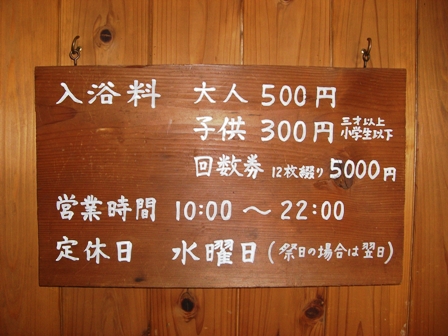 入浴料 大人 500円
子供 300円 三才以上
小学生以下
回数券 12枚綴り 5000円
営業時間 10:00 ～ 22:00
定休日 水曜日 (祭日の場合は翌日)